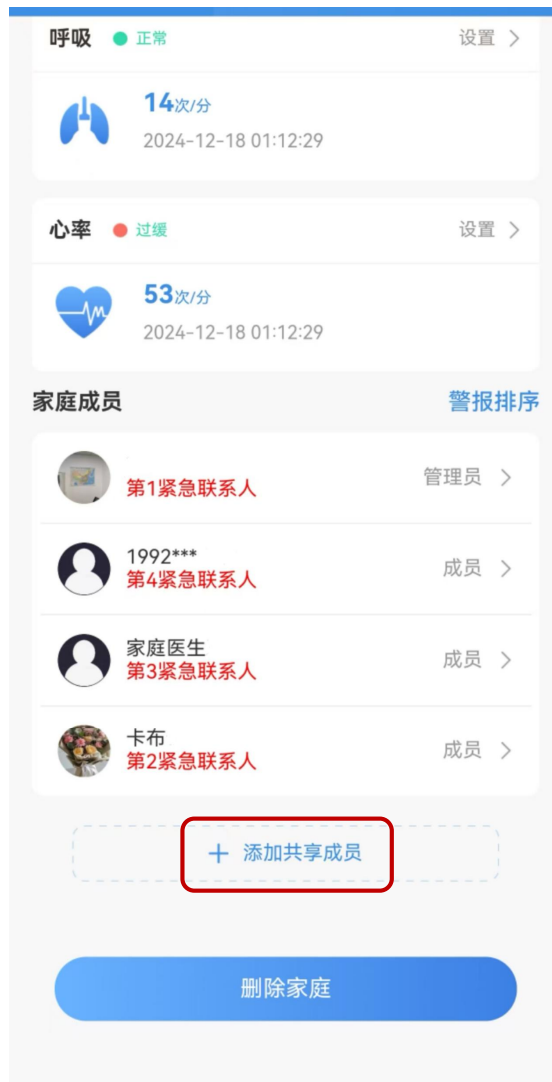 呼吸 正常 设置
14次/分
2024-12-18 01:12:29
心率 过缓 设置
53次/分
2024-12-18 01:12:29
家庭成员 警报排序
第1紧急联系人 管理员
1992***
第4紧急联系人 成员
家庭医生
第3紧急联系人 成员
卡布
第2紧急联系人 成员
+ 添加共享成员
删除家庭